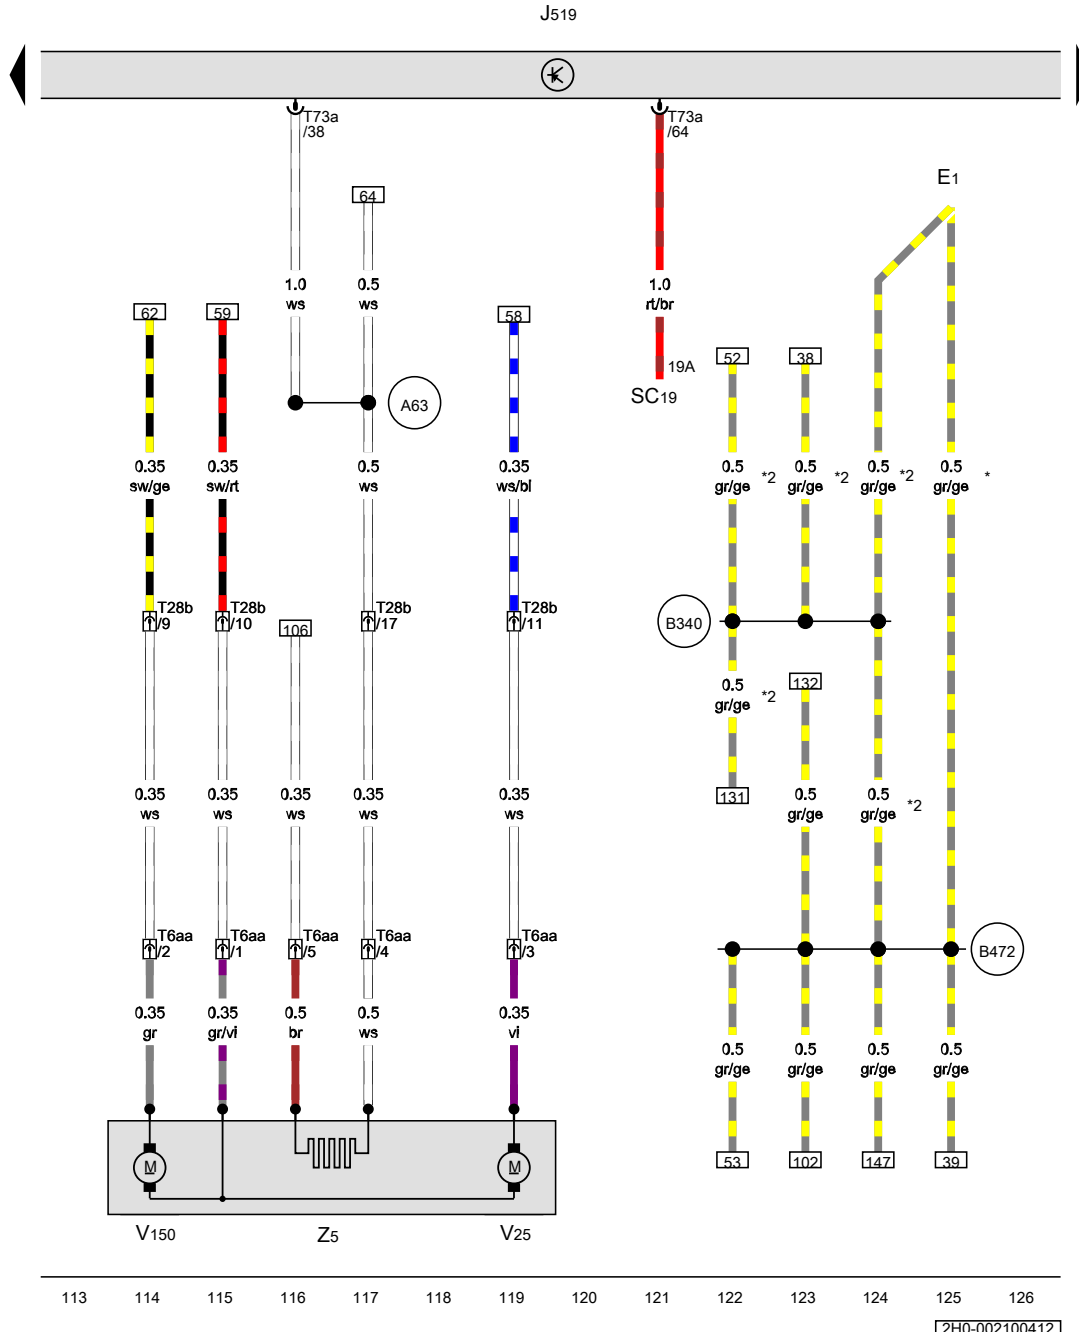 J519
T73a
/38
T73a
/64
E1
64
1.0
ws
0.5
ws
1.0
rt/br
62
59
58
52
38
19A
SC19
A63
0.35
sw/ge
0.35
sw/rt
0.5
ws
0.35
ws/bl
0.5
gr/ge
*2
0.5
gr/ge
*2
0.5
gr/ge
*2
0.5
gr/ge
*
T28b
/9
T28b
/10
106
T28b
/17
T28b
/11
B340
0.5
gr/ge
*2
132
131
0.35
ws
0.35
ws
0.35
ws
0.35
ws
0.35
ws
0.5
gr/ge
0.5
gr/ge
*2
T6aa
/2
T6aa
/1
T6aa
/5
T6aa
/4
T6aa
/3
B472
0.35
gr
0.35
gr/vi
0.5
br
0.5
ws
0.35
vi
0.5
gr/ge
0.5
gr/ge
0.5
gr/ge
0.5
gr/ge
M
M
53
102
147
39
V150
Z5
V25
113 114 115 116 117 118 119 120 121 122 123 124 125 126
2H0-002100412